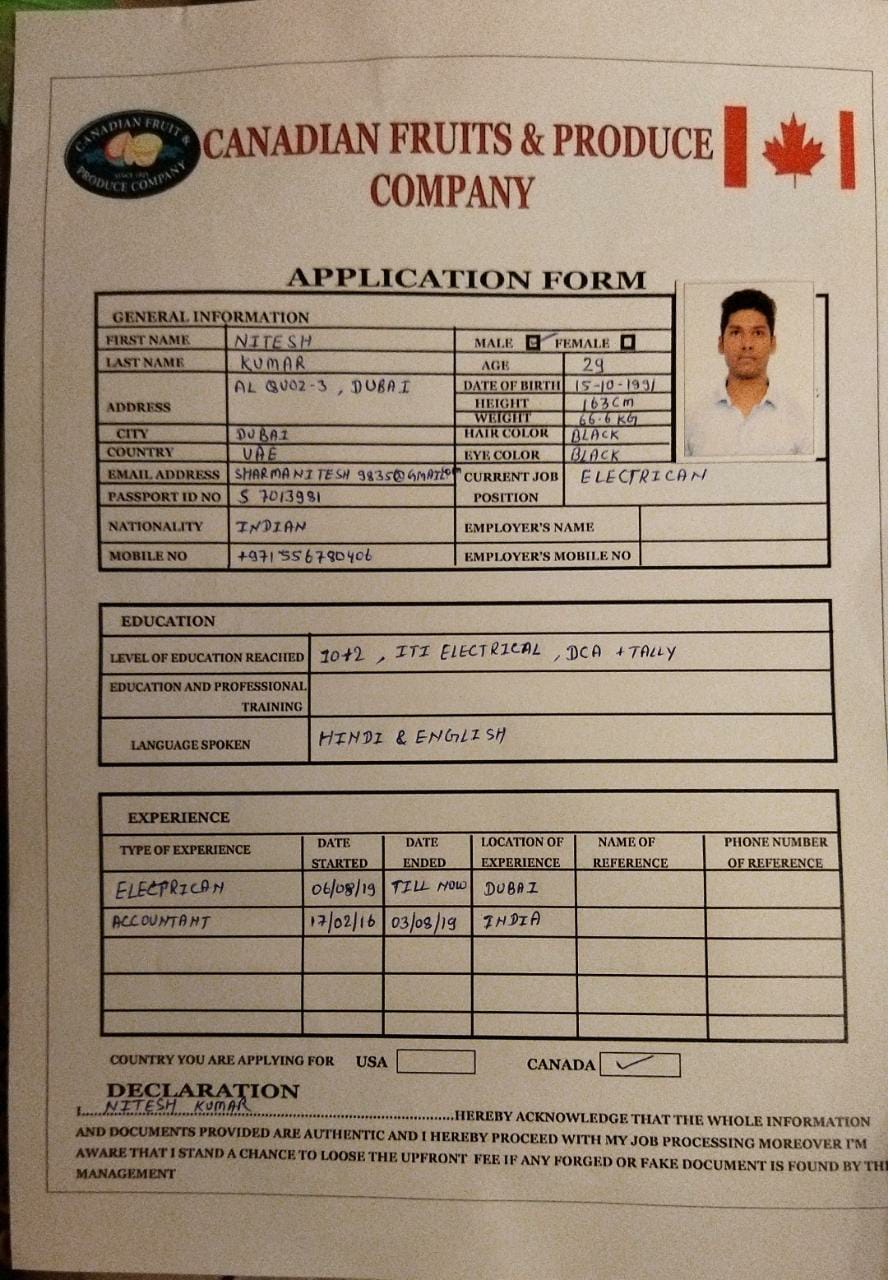 CANADIAN FRUIT &
PRODUCE COMPANY
CANADIAN FRUITS & PRODUCE
COMPANY
APPLICATION FORM
GENERAL INFORMATION
FIRST NAME NITESH MALE FEMALE
LAST NAME KUMAR AGE 29
ADDRESS AL QUOZ-3, DUBAI DATE OF BIRTH 15-10-1991
HEIGHT 163CM
WEIGHT 66.6 KG
CITY DUBAI HAIR COLOR BLACK
COUNTRY UAE EYE COLOR BLACK
EMAIL ADDRESS SHARMANITESH 9835@GMAIL.COM CURRENT JOB POSITION ELECTRICAN
PASSPORT ID NO S 7013981
NATIONALITY INDIAN EMPLOYER'S NAME
MOBILE NO +971556780406 EMPLOYER'S MOBILE NO
EDUCATION
LEVEL OF EDUCATION REACHED 10+2, ITI ELECTRICAL, DCA + TALLY
EDUCATION AND PROFESSIONAL
TRAINING
LANGUAGE SPOKEN HINDI & ENGLISH
EXPERIENCE
TYPE OF EXPERIENCE DATE STARTED DATE ENDED LOCATION OF EXPERIENCE NAME OF REFERENCE PHONE NUMBER OF REFERENCE
ELECTRICAN 06/08/19 TILL NOW DUBAI
ACCOUNTANT 17/02/16 03/08/19 INDIA
COUNTRY YOU ARE APPLYING FOR USA CANADA ✓
DECLARATION
I....NITESH KUMAR....HEREBY ACKNOWLEDGE THAT THE WHOLE INFORMATION
AND DOCUMENTS PROVIDED ARE AUTHENTIC AND I HEREBY PROCEED WITH MY JOB PROCESSING MOREOVER I'M
AWARE THAT I STAND A CHANCE TO LOOSE THE UPFRONT FEE IF ANY FORGED OR FAKE DOCUMENT IS FOUND BY THE
MANAGEMENT